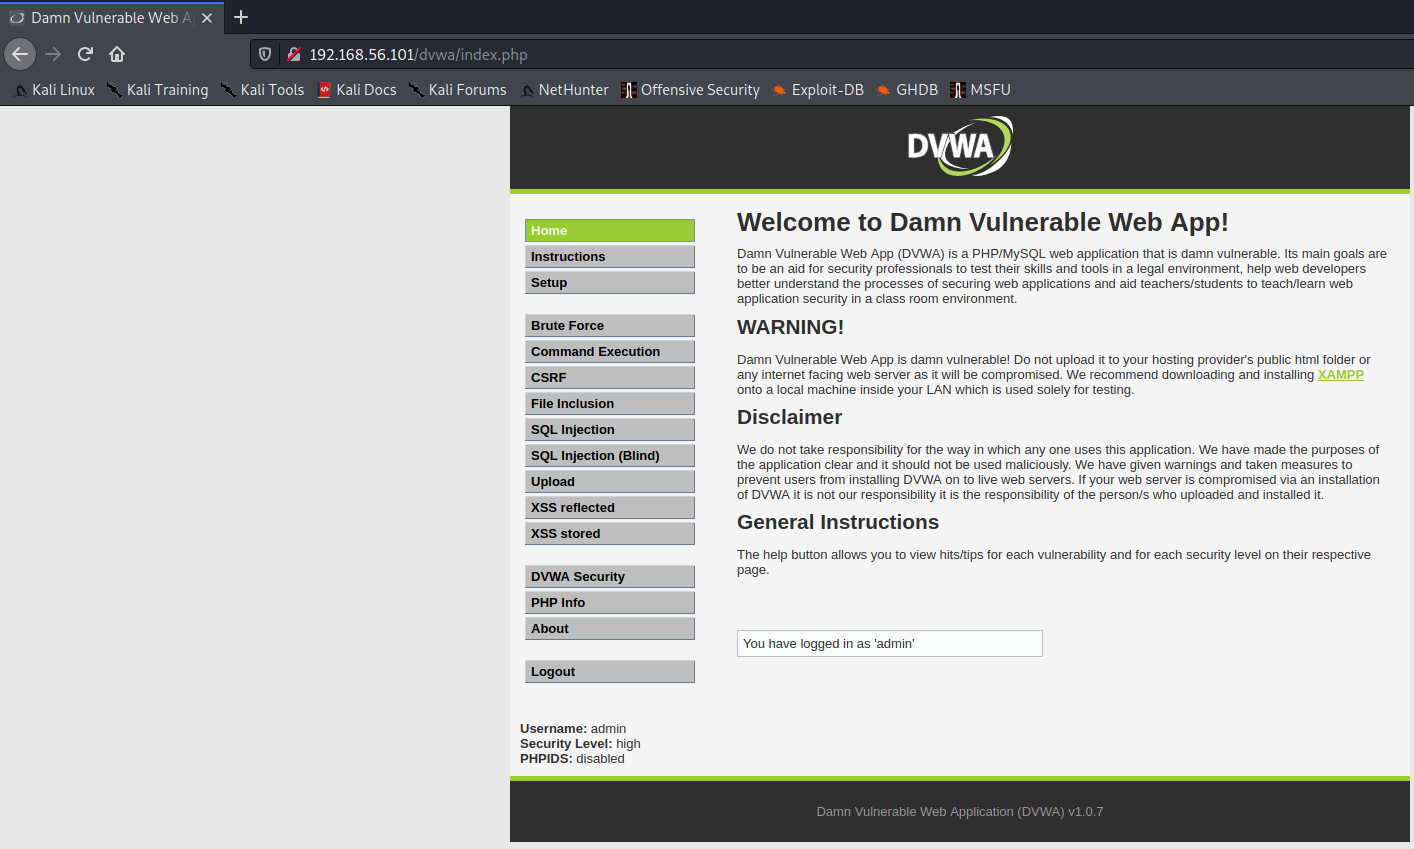 Damn Vulnerable Web Ap
192.168.56.101/dvwa/index.php
Kali Linux Kali Training Kali Tools Kali Docs Kali Forums NetHunter Offensive Security Exploit-DB GHDB MSFU
DVWA
Home
Instructions
Setup
Brute Force
Command Execution
CSRF
File Inclusion
SQL Injection
SQL Injection (Blind)
Upload
XSS reflected
XSS stored
DVWA Security
PHP Info
About
Logout
Username: admin
Security Level: high
PHPIDS: disabled
Welcome to Damn Vulnerable Web App!
Damn Vulnerable Web App (DVWA) is a PHP/MySQL web application that is damn vulnerable. Its main goals are
to be an aid for security professionals to test their skills and tools in a legal environment, help web developers
better understand the processes of securing web applications and aid teachers/students to teach/learn web
application security in a class room environment.
WARNING!
Damn Vulnerable Web App is damn vulnerable! Do not upload it to your hosting provider's public html folder or
any internet facing web server as it will be compromised. We recommend downloading and installing XAMPP
onto a local machine inside your LAN which is used solely for testing.
Disclaimer
We do not take responsibility for the way in which any one uses this application. We have made the purposes of
the application clear and it should not be used maliciously. We have given warnings and taken measures to
prevent users from installing DVWA on to live web servers. If your web server is compromised via an installation
of DVWA it is not our responsibility it is the responsibility of the person/s who uploaded and installed it.
General Instructions
The help button allows you to view hits/tips for each vulnerability and for each security level on their respective
page.
You have logged in as 'admin'
Damn Vulnerable Web Application (DVWA) v1.0.7